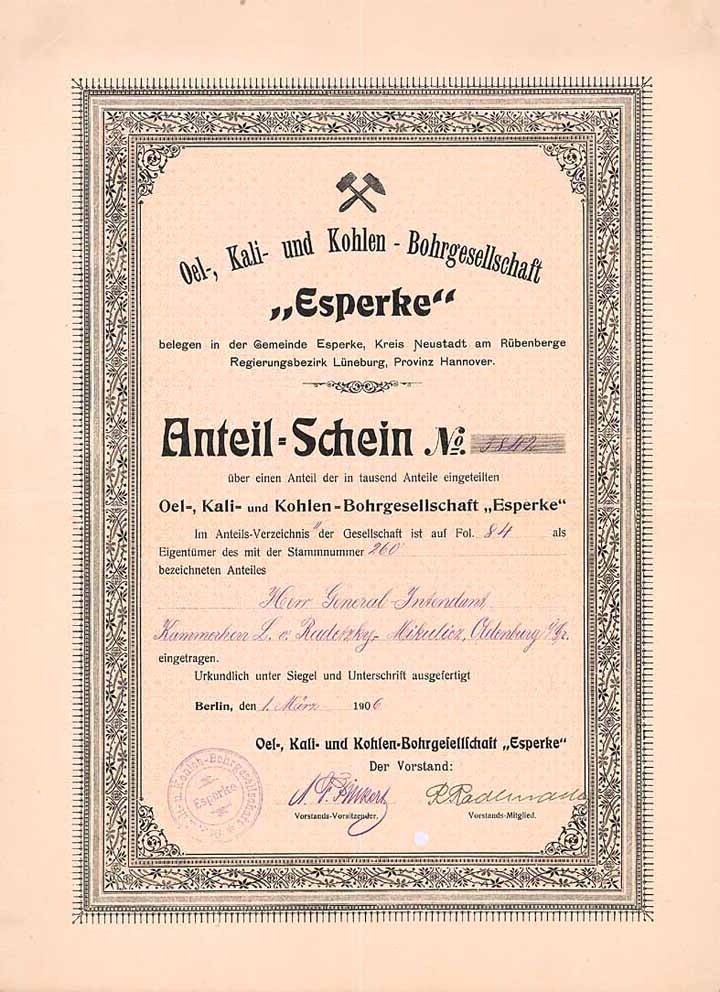 Oel-, Kali- und Kohlen - Bohrgesellschaft
„Esperke“
belegen in der Gemeinde Esperke, Kreis Neustadt am Rübenberge
Regierungsbezirk Lüneburg, Provinz Hannover.
Anteil=Schein No.
über einen Anteil der in tausend Anteile eingeteilten
Oel-, Kali- und Kohlen-Bohrgesellschaft „Esperke“
Im Anteils-Verzeichnis der Gesellschaft ist auf Fol. 84 als
Eigentümer des mit der Stammnummer 260
bezeichneten Anteiles
Herr General-Intendant
Kammerherr L. v. Radetzky-Mikulicz, Oldenburg i/Gr.
eingetragen.
Urkundlich unter Siegel und Unterschrift ausgefertigt
Berlin, den 1. März 1906
Oel-, Kali- und Kohlen-Bohrgesellschaft „Esperke“
Der Vorstand:
Vorstands-Vorsitzender.
Vorstands-Mitglied.
Kohlen-Bohrgesellschaft
Esperke